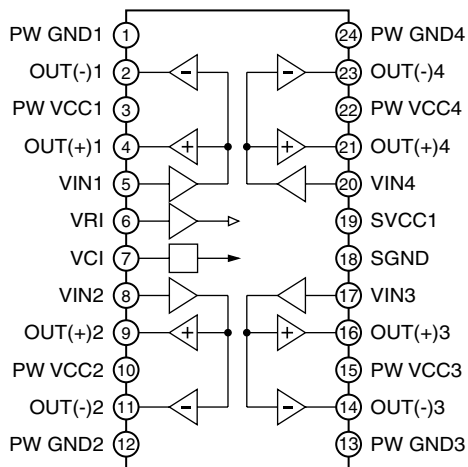 PW GND1 1 24 PW GND4
OUT(-)1 2 - - 23 OUT(-)4
PW VCC1 3 22 PW VCC4
OUT(+)1 4 + + 21 OUT(+)4
VIN1 5 20 VIN4
VRI 6 19 SVCC1
VCI 7 18 SGND
VIN2 8 17 VIN3
OUT(+)2 9 + + 16 OUT(+)3
PW VCC2 10 15 PW VCC3
OUT(-)2 11 - - 14 OUT(-)3
PW GND2 12 13 PW GND3